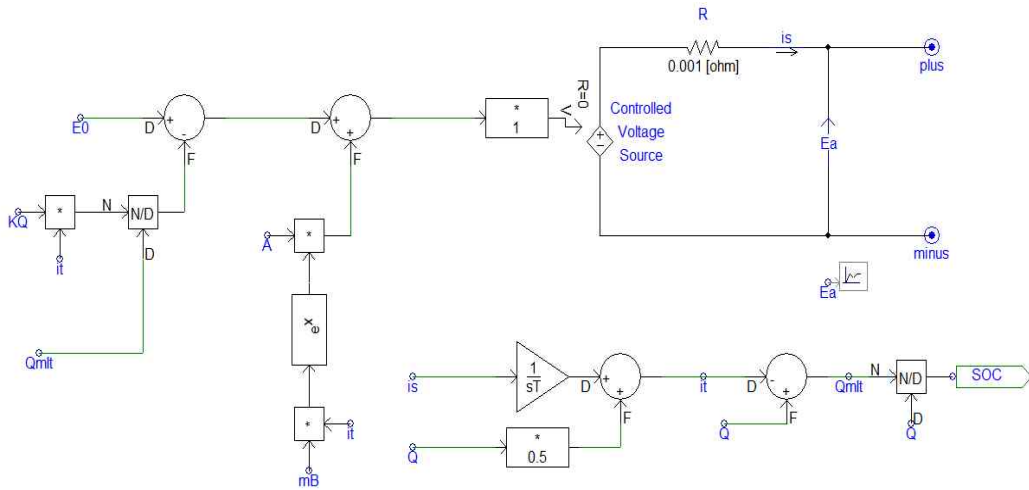 R
is
0.001 [ohm]
plus
R=0
V
Controlled
Voltage
Source
Ea
minus
Ea
E0
D
+
-
F
D
+
+
F
*
1
+
KQ
*
N
N/D
D
it
Qmlt
A
*
e^x
*
it
mB
is
1
sT
D
+
+
F
it
D
-
+
F
Qmlt
N
N/D
D
SOC
Q
*
0.5
Q
Q